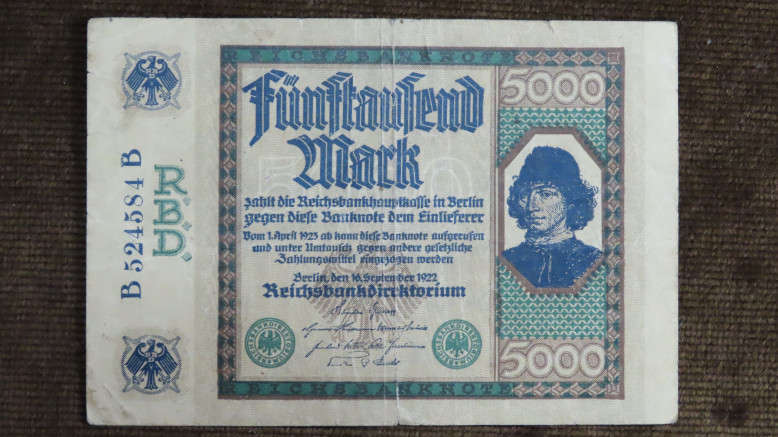 REICHSBANKNOTE
5000
Fünftausend
Mark
zahlt die Reichsbankhauptkasse in Berlin
gegen diese Banknote dem Einlieferer
Vom 1. April 1923 ab kann diese Banknote aufgerufen
und unter Umtausch gegen andere gesetzliche
Zahlungsmittel eingezogen werden
Berlin, den 16. September 1922
Reichsbankdirektorium
B 524584 B
R.B.D.
5000
REICHSBANKNOTE